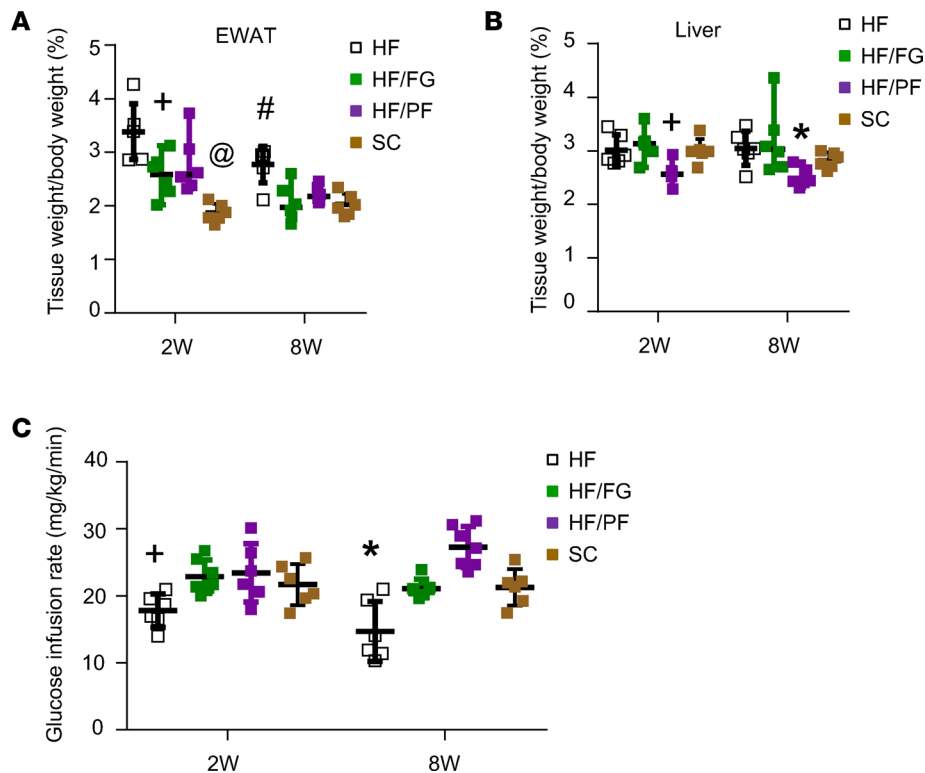 A
EWAT
Tissue weight/body weight (%)
5
4
3
2
1
0
+
@
#
2W
8W
HF
HF/FG
HF/PF
SC
B
Liver
Tissue weight/body weight (%)
5
4
3
2
1
0
+
*
2W
8W
HF
HF/FG
HF/PF
SC
C
Glucose infusion rate (mg/kg/min)
40
30
20
10
0
+
*
2W
8W
HF
HF/FG
HF/PF
SC